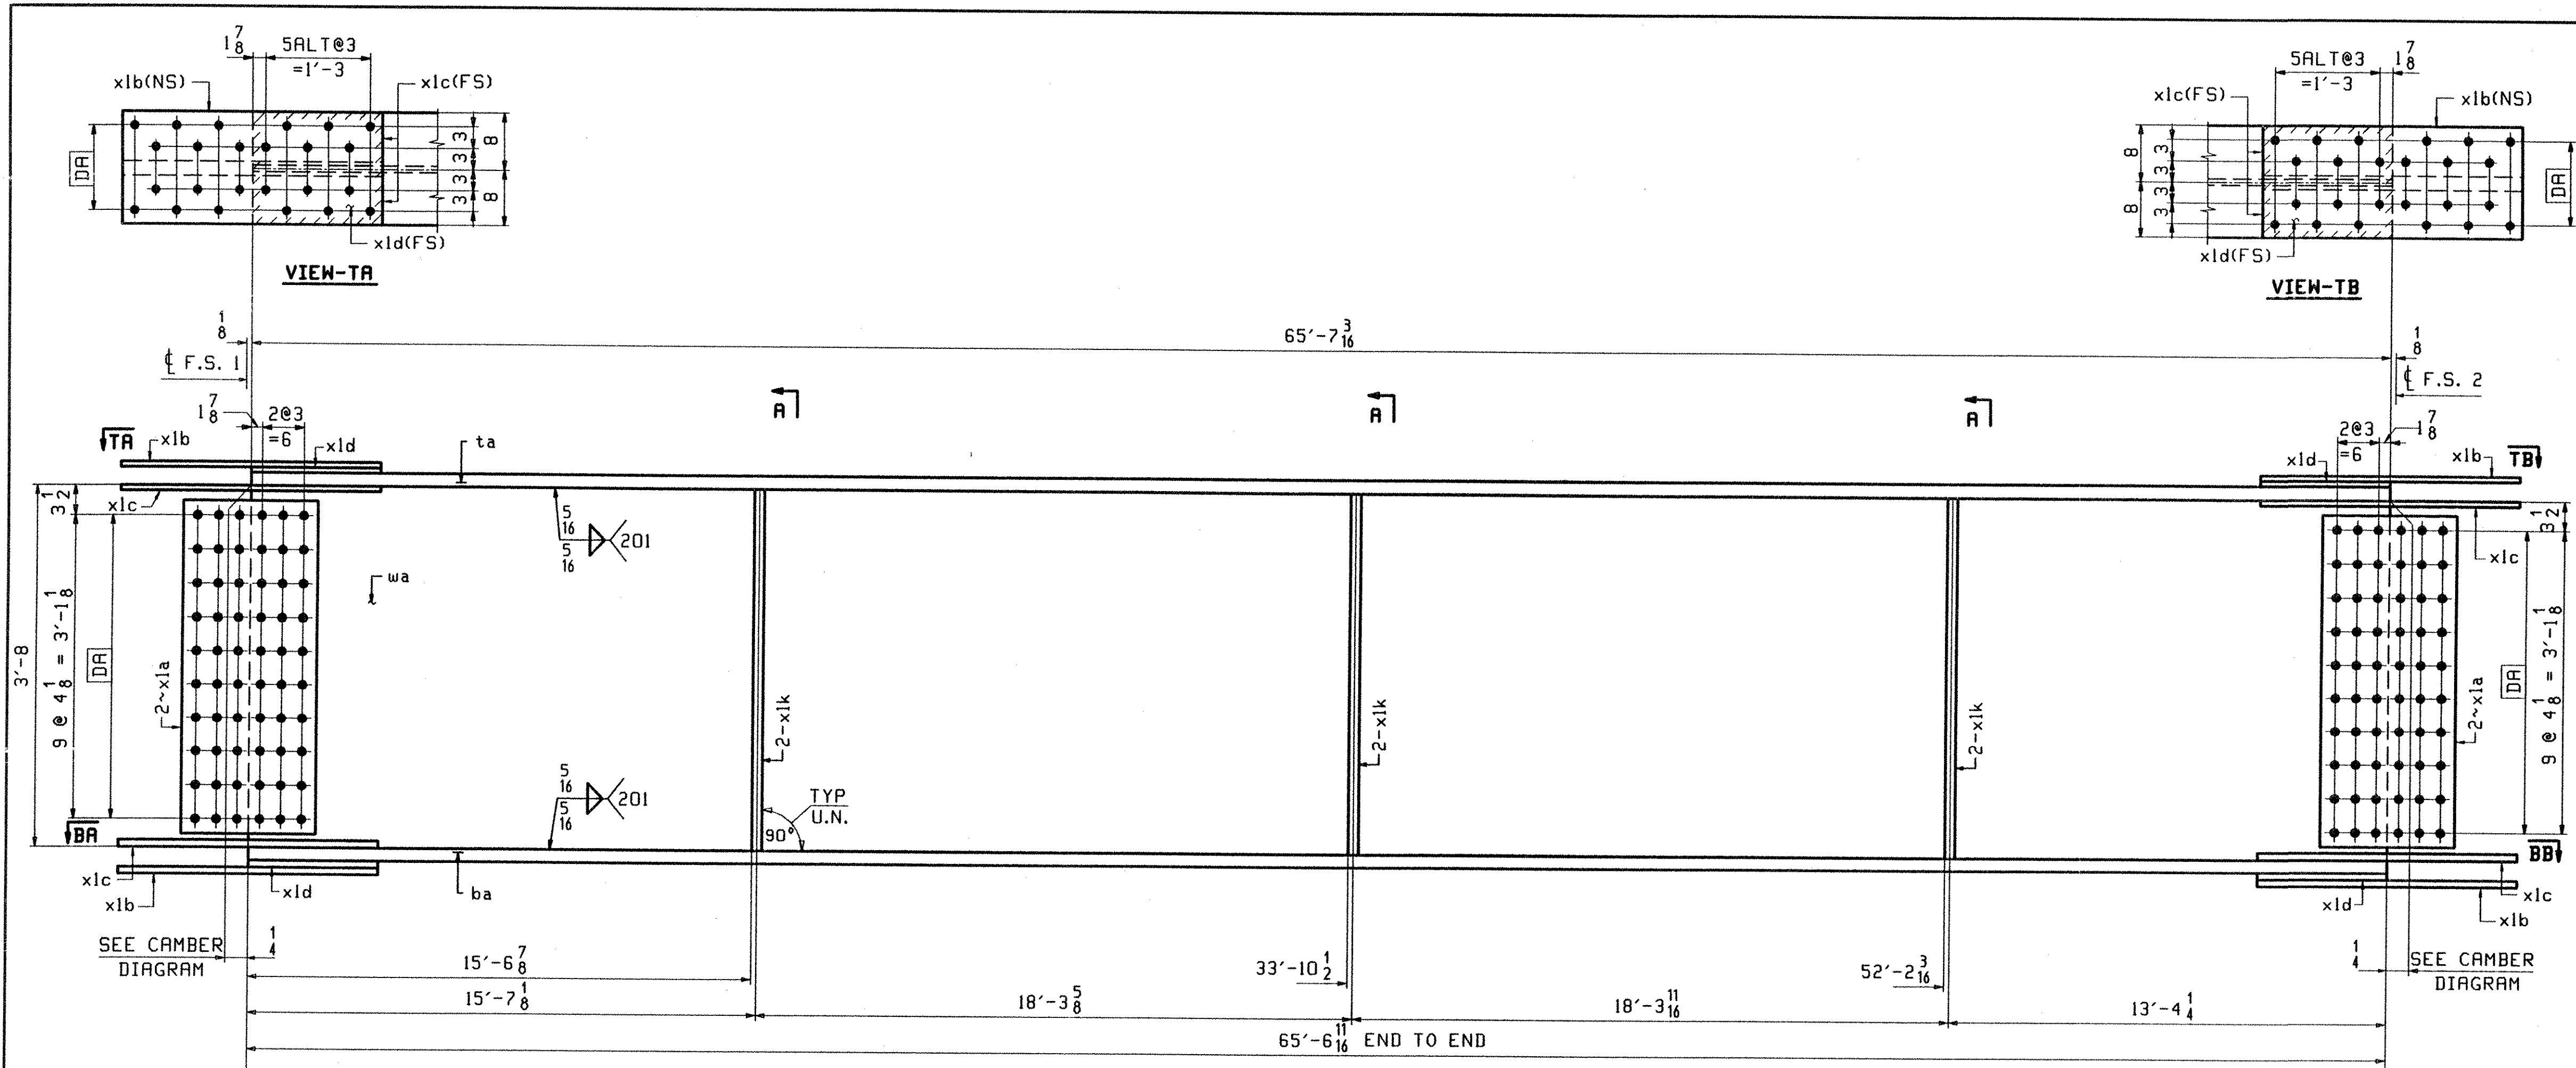 1 7/8
5ALT@3
=1'-3
x1b(NS)
x1c(FS)
DA
3
3
3
3
8
8
x1d(FS)
VIEW-TA
5ALT@3
=1'-3
1 7/8
x1c(FS)
x1b(NS)
8
8
3
3
3
3
DA
x1d(FS)
VIEW-TB
1/8
65'-7 3/16
1/8
℄ F.S. 1
℄ F.S. 2
A
A
A
1 7/8
2@3
=6
2@3
=6
1 7/8
TA
x1b
x1d
ta
x1d
x1b
TB
x1c
3 1/2
3 1/2
x1c
5/16
5/16
201
wa
3'-8
9 @ 4 1/8 = 3'-1 1/8
DA
2~x1a
2-x1k
2-x1k
2-x1k
DA
2~x1a
9 @ 4 1/8 = 3'-1 1/8
5/16
5/16
201
TYP
U.N.
90°
BA
BB
x1c
x1b
x1d
ba
x1d
x1c
x1b
SEE CAMBER
DIAGRAM
1/4
15'-6 7/8
33'-10 1/2
52'-2 3/16
1/4
SEE CAMBER
DIAGRAM
15'-7 1/8
18'-3 5/8
18'-3 11/16
13'-4 1/4
65'-6 11/16 END TO END